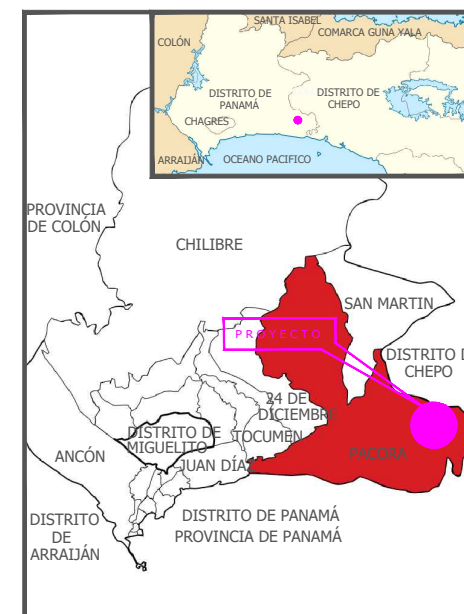 SANTA ISABEL
COMARCA GUNA YALA
COLÓN
DISTRITO DE
PANAMÁ
DISTRITO DE
CHEPO
CHAGRES
ARRAIJÁN
OCEANO PACIFICO
PROVINCIA
DE COLÓN
CHILIBRE
SAN MARTIN
PROYECTO
DISTRITO D
CHEPO
24 DE
DICIEMBRE
DISTRITO DE
MIGUELITO
TOCUMEN
ANCÓN
JUAN DÍA
PACORA
DISTRITO
DE
ARRAIJÁN
DISTRITO DE PANAMÁ
PROVINCIA DE PANAMÁ